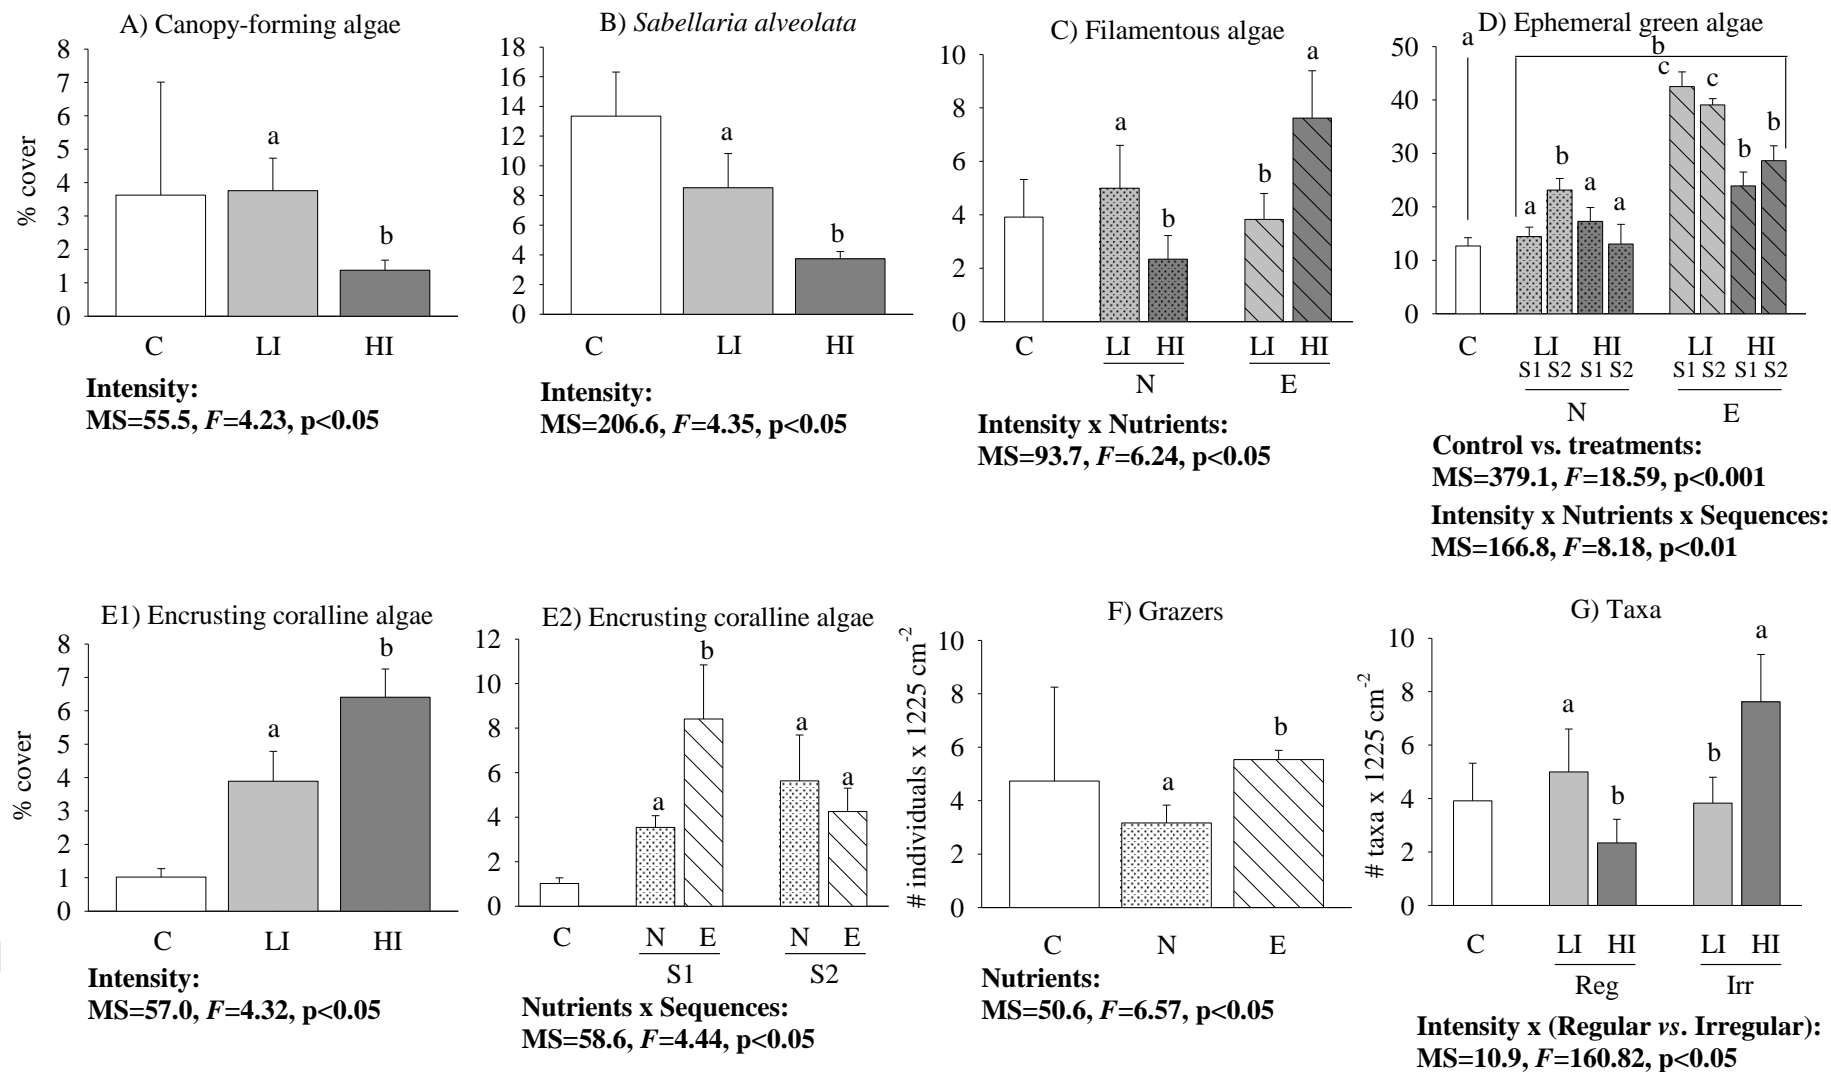 A) Canopy-forming algae
8
7
6
5
4
3
2
1
0
% cover
a
b
C LI HI
Intensity:
MS=55.5, F=4.23, p<0.05
B) Sabellaria alveolata
18
16
14
12
10
8
6
4
2
0
a
b
C LI HI
Intensity:
MS=206.6, F=4.35, p<0.05
C) Filamentous algae
10
8
6
4
2
0
a
b
b
a
C LI HI LI HI
N E
Intensity x Nutrients:
MS=93.7, F=6.24, p<0.05
D) Ephemeral green algae
50
40
30
20
10
0
a
b
a
b
a
a
c
c
b
b
C LI HI LI HI
S1 S2 S1 S2 S1 S2 S1 S2
N E
Control vs. treatments:
MS=379.1, F=18.59, p<0.001
Intensity x Nutrients x Sequences:
MS=166.8, F=8.18, p<0.01
E1) Encrusting coralline algae
8
7
6
5
4
3
2
1
0
% cover
a
b
C LI HI
Intensity:
MS=57.0, F=4.32, p<0.05
E2) Encrusting coralline algae
12
10
8
6
4
2
0
a
b
a
a
C N E N E
S1 S2
Nutrients x Sequences:
MS=58.6, F=4.44, p<0.05
F) Grazers
10
8
6
4
2
0
# individuals x 1225 cm-2
a
b
C N E
Nutrients:
MS=50.6, F=6.57, p<0.05
G) Taxa
10
8
6
4
2
0
# taxa x 1225 cm-2
a
b
b
a
C LI HI LI HI
Reg Irr
Intensity x (Regular vs. Irregular):
MS=10.9, F=160.82, p<0.05